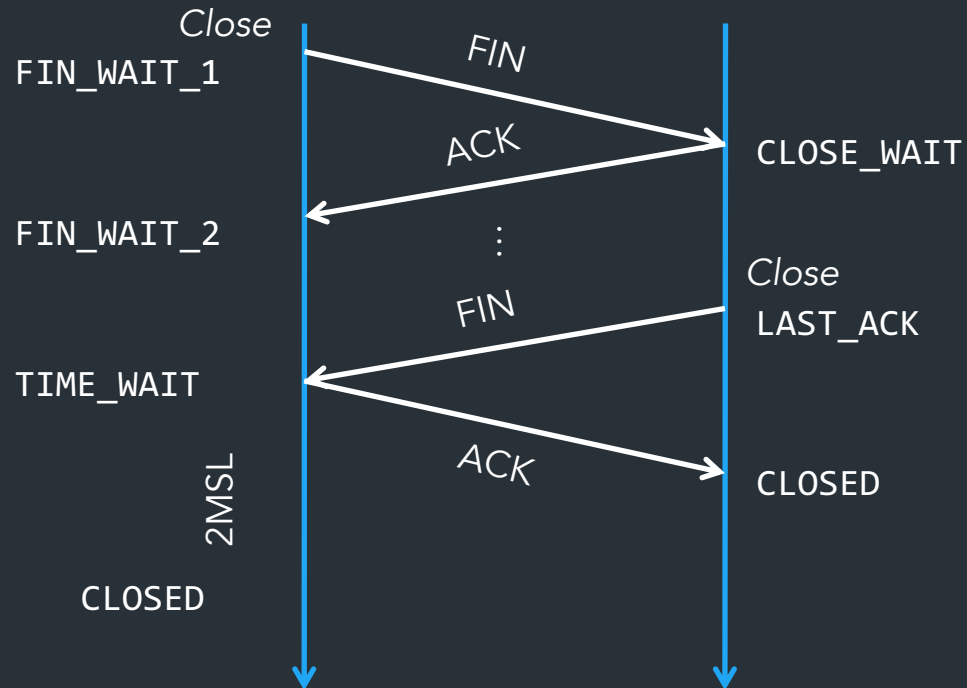 Close
FIN
FIN_WAIT_1
ACK
CLOSE_WAIT
FIN_WAIT_2
⋮
Close
FIN
LAST_ACK
TIME_WAIT
ACK
CLOSED
2MSL
CLOSED